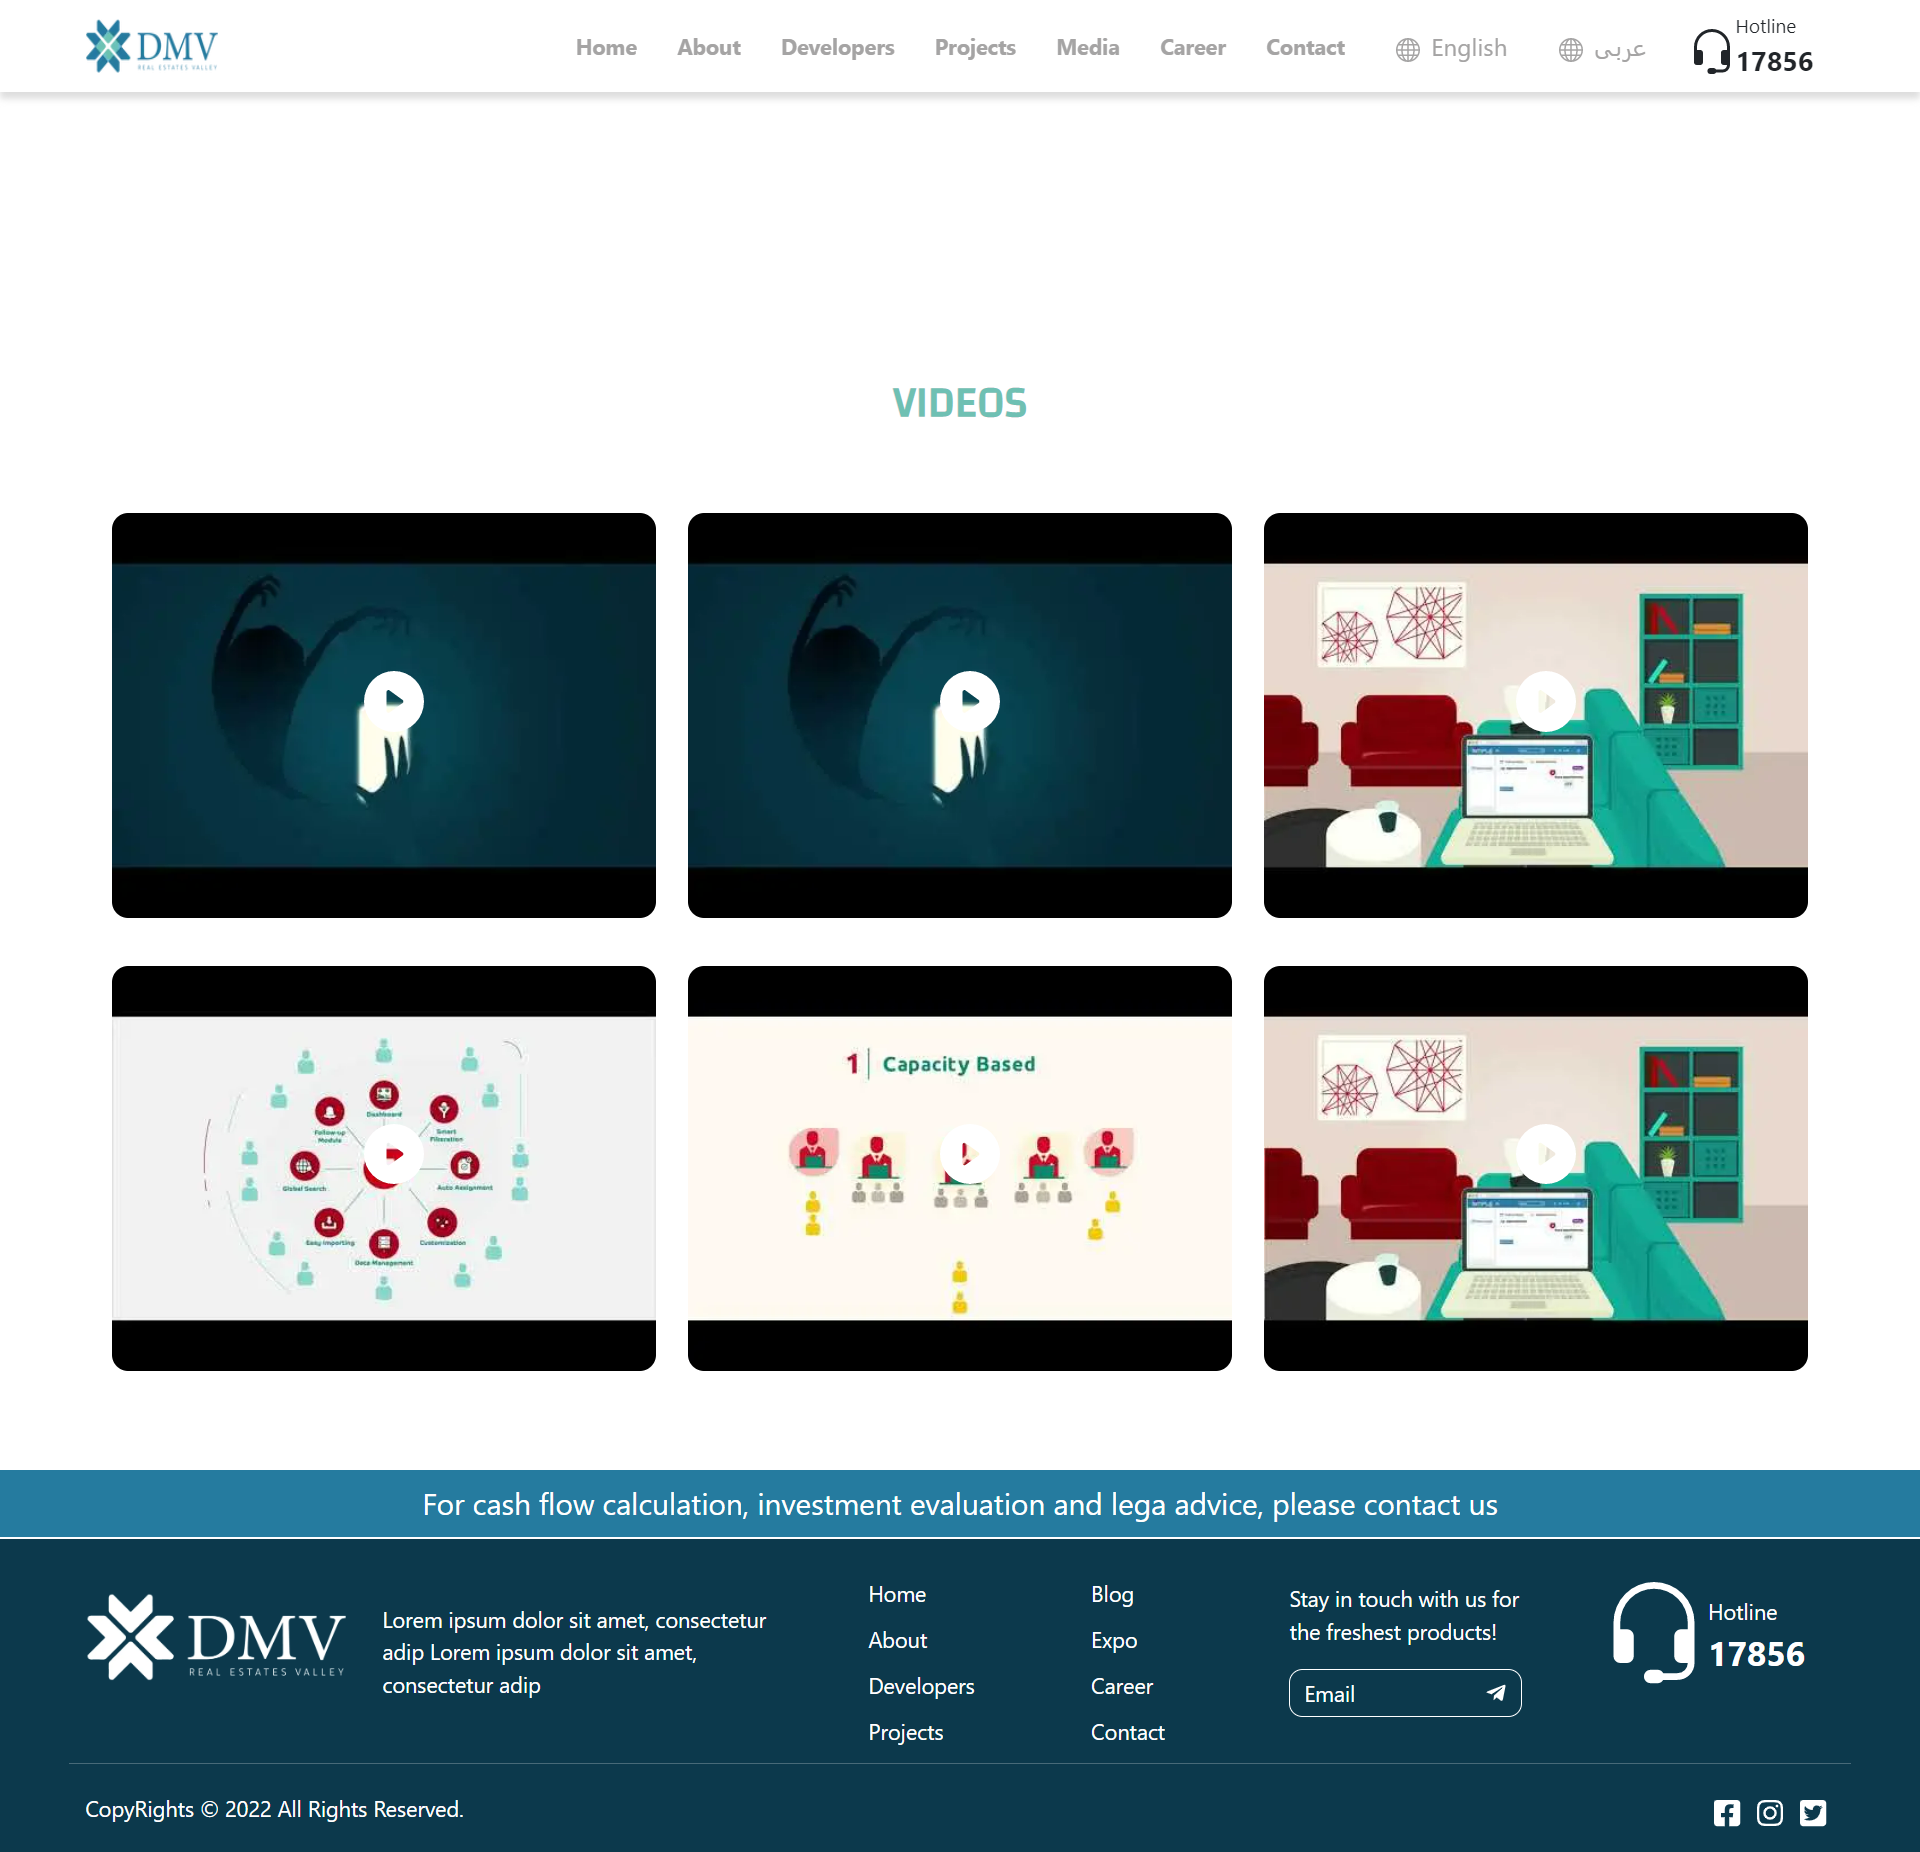 DMV
REAL ESTATES VALLEY
Home
About
Developers
Projects
Media
Career
Contact
English
عربى
Hotline
17856
VIDEOS
Dashboard
Follow-up
Module
Smart
Filteration
Global Search
Auto Assignment
Easy Importing
Customization
Data Management
1 Capacity Based
For cash flow calculation, investment evaluation and lega advice, please contact us
DMV
REAL ESTATES VALLEY
Lorem ipsum dolor sit amet, consectetur
adip Lorem ipsum dolor sit amet,
consectetur adip
Home
About
Developers
Projects
Blog
Expo
Career
Contact
Stay in touch with us for
the freshest products!
Email
Hotline
17856
CopyRights © 2022 All Rights Reserved.